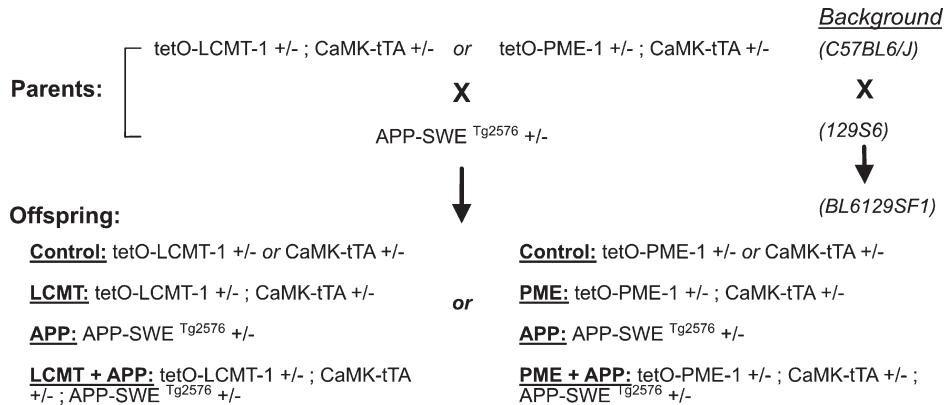 Background
tetO-LCMT-1 +/- ; CaMK-tTA +/- or tetO-PME-1 +/- ; CaMK-tTA +/- (C57BL6/J)
Parents: X X
APP-SWE Tg2576 +/- (129S6)
(BL6129SF1)
Offspring:
Control: tetO-LCMT-1 +/- or CaMK-tTA +/-
LCMT: tetO-LCMT-1 +/- ; CaMK-tTA +/-
APP: APP-SWE Tg2576 +/-
LCMT + APP: tetO-LCMT-1 +/- ; CaMK-tTA
+/- ; APP-SWE Tg2576 +/-
or
Control: tetO-PME-1 +/- or CaMK-tTA +/-
PME: tetO-PME-1 +/- ; CaMK-tTA +/-
APP: APP-SWE Tg2576 +/-
PME + APP: tetO-PME-1 +/- ; CaMK-tTA +/- ;
APP-SWE Tg2576 +/-